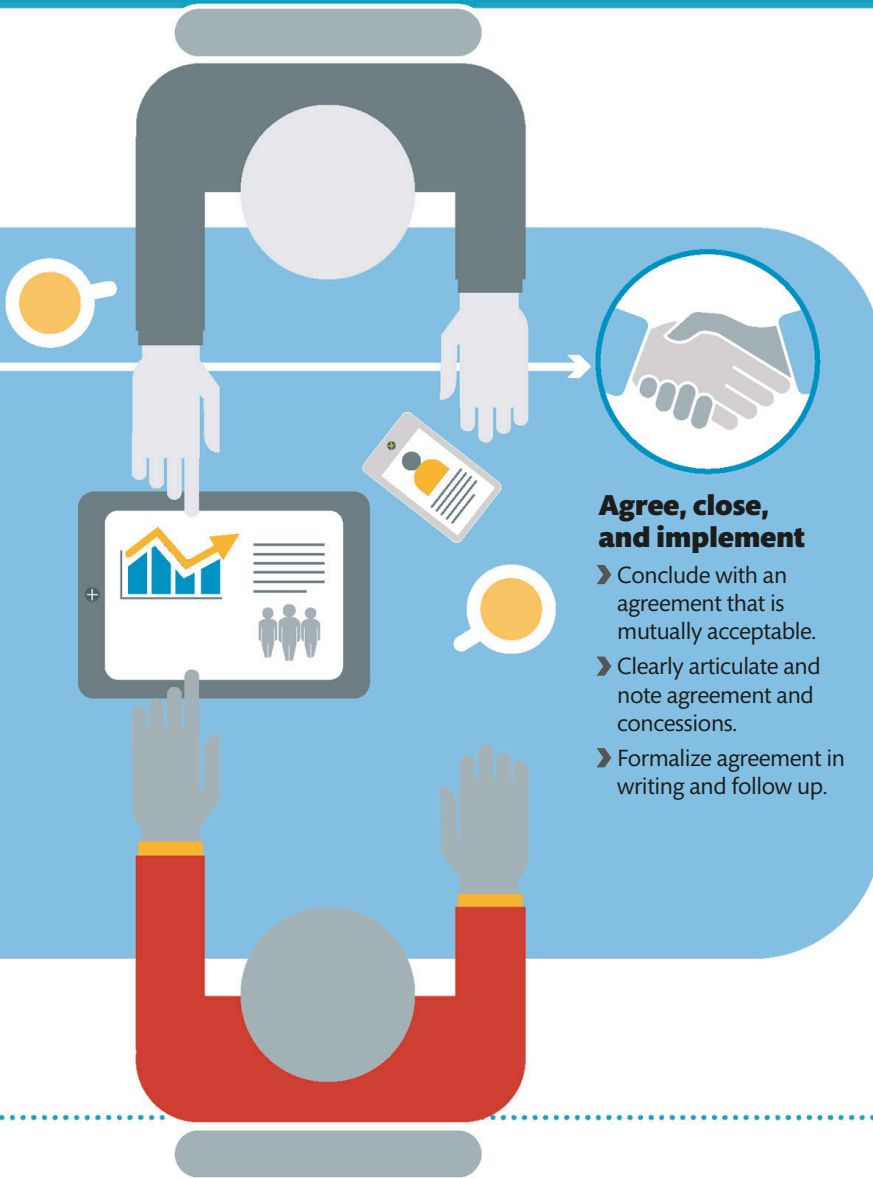 Agree, close,
and implement
❯ Conclude with an
agreement that is
mutually acceptable.
❯ Clearly articulate and
note agreement and
concessions.
❯ Formalize agreement in
writing and follow up.